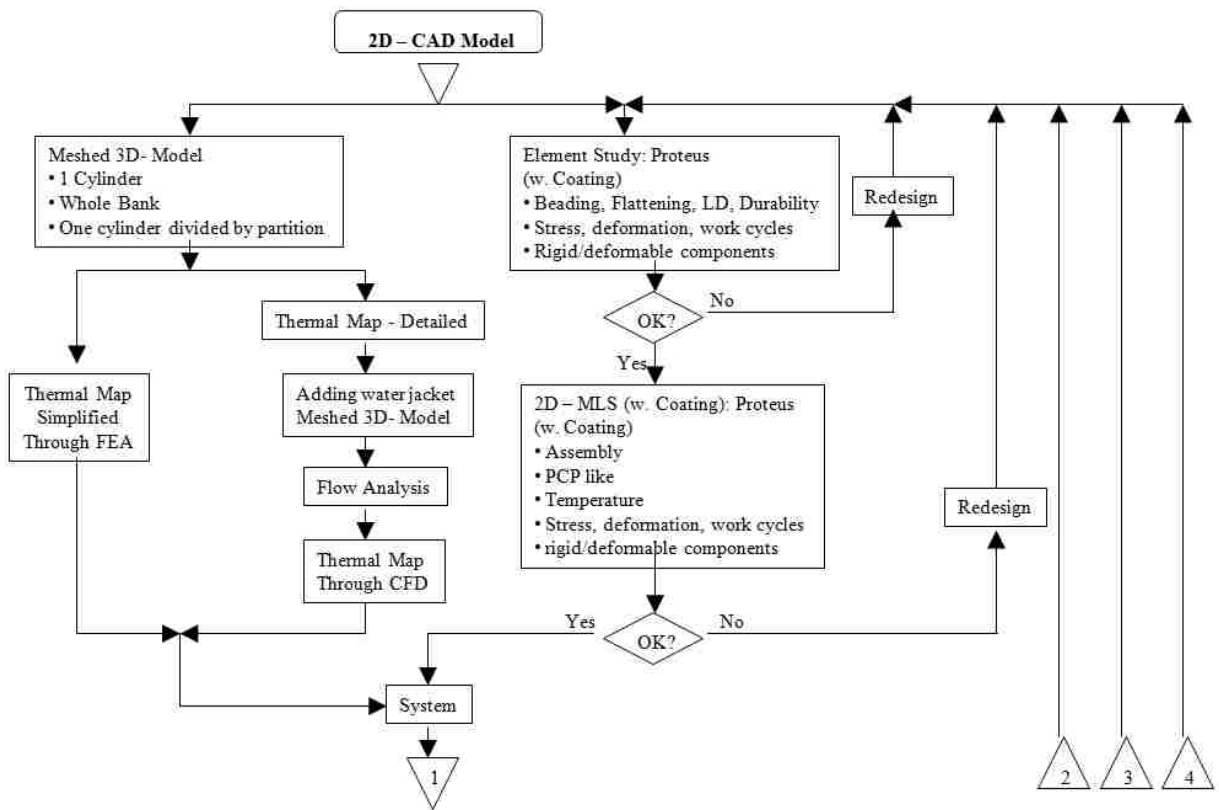 2D – CAD Model
Meshed 3D- Model
• 1 Cylinder
• Whole Bank
• One cylinder divided by partition
Element Study: Proteus
(w. Coating)
• Beading, Flattening, LD, Durability
• Stress, deformation, work cycles
• Rigid/deformable components
Redesign
OK?
No
Yes
Thermal Map - Detailed
Thermal Map
Simplified
Through FEA
Adding water jacket
Meshed 3D- Model
Flow Analysis
Thermal Map
Through CFD
2D – MLS (w. Coating): Proteus
(w. Coating)
• Assembly
• PCP like
• Temperature
• Stress, deformation, work cycles
• rigid/deformable components
Redesign
Yes
OK?
No
System
1
2
3
4